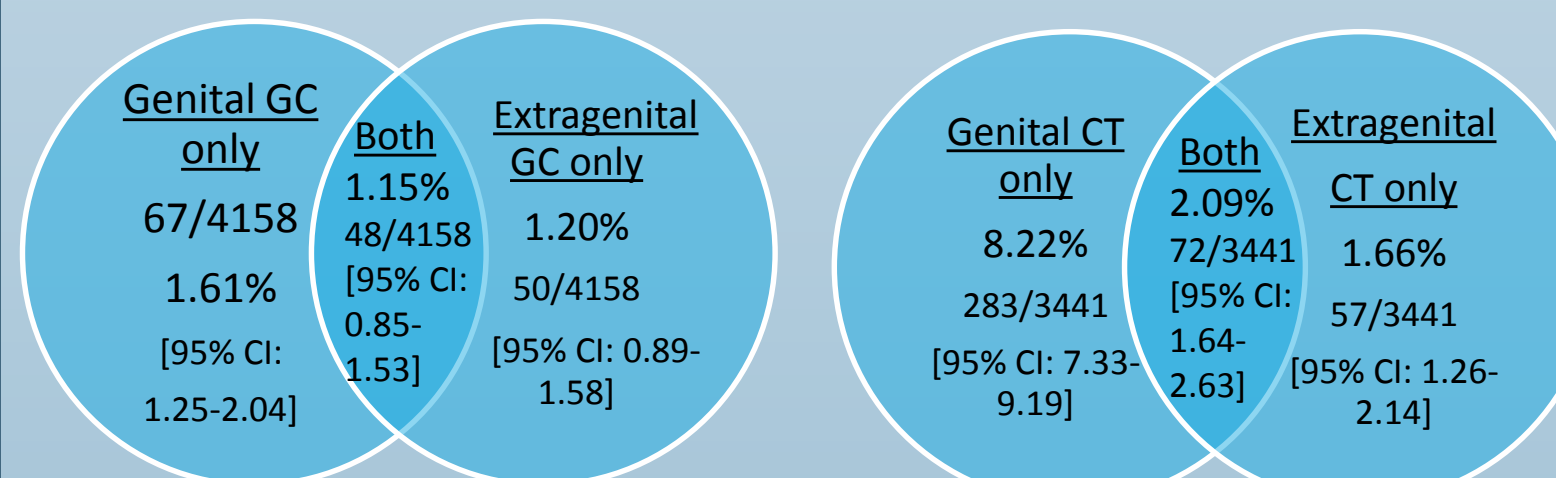 Genital GC
only
67/4158
1.61%
[95% CI:
1.25-2.04]
Both
1.15%
48/4158
[95% CI:
0.85-
1.53]
Extragenital
GC only
1.20%
50/4158
[95% CI: 0.89-
1.58]
Genital CT
only
8.22%
283/3441
[95% CI: 7.33-
9.19]
Both
2.09%
72/3441
[95% CI:
1.64-
2.63]
Extragenital
CT only
1.66%
57/3441
[95% CI: 1.26-
2.14]